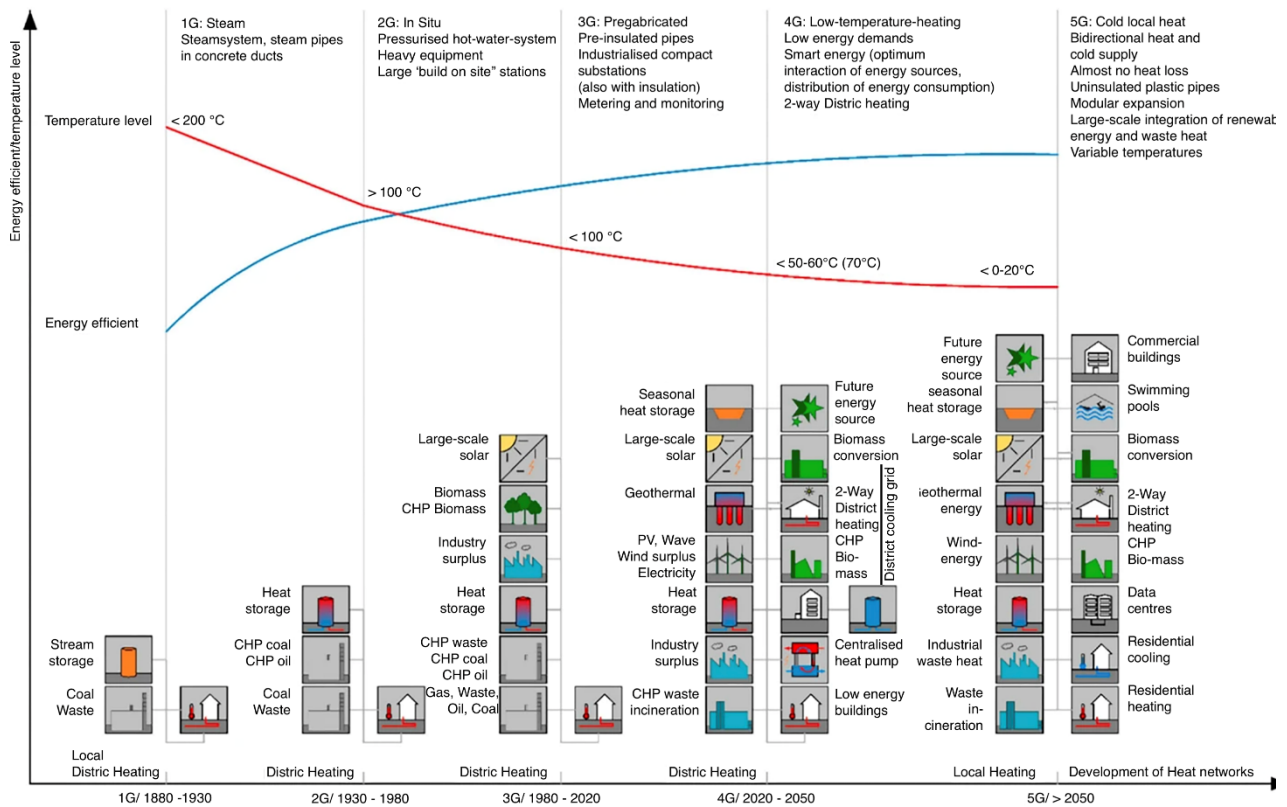 1G: Steam
Steamsystem, steam pipes
in concrete ducts
2G: In Situ
Pressurised hot-water-system
Heavy equipment
Large 'build on site" stations
3G: Pregabricated
Pre-insulated pipes
Industrialised compact
substations
(also with insulation)
Metering and monitoring
4G: Low-temperature-heating
Low energy demands
Smart energy (optimum
interaction of energy sources,
distribution of energy consumption)
2-way Distric heating
5G: Cold local heat
Bidirectional heat and
cold supply
Almost no heat loss
Uninsulated plastic pipes
Modular expansion
Large-scale integration of renewab
energy and waste heat
Variable temperatures
Energy efficient/temperature level
Temperature level
< 200 °C
> 100 °C
< 100 °C
< 50-60°C (70°C)
< 0-20°C
Energy efficient
Stream
storage
Coal
Waste
Heat
storage
CHP coal
CHP oil
Coal
Waste
Large-scale
solar
Biomass
CHP Biomass
Industry
surplus
Heat
storage
CHP waste
CHP coal
CHP oil
Gas, Waste,
Oil, Coal
Seasonal
heat storage
Large-scale
solar
Geothermal
PV, Wave
Wind surplus
Electricity
Heat
storage
Industry
surplus
CHP waste
incineration
Future
energy
source
Biomass
conversion
2-Way
District
heating
CHP
Bio-
mass
District cooling grid
Centralised
heat pump
Low energy
buildings
Future
energy
source
seasonal
heat storage
Large-scale
solar
eothermal
energy
Wind-
energy
Heat
storage
Industrial
waste heat
Waste
in-
cineration
Commercial
buildings
Swimming
pools
Biomass
conversion
2-Way
District
heating
CHP
Bio-mass
Data
centres
Residential
cooling
Residential
heating
Local
Distric Heating
Distric Heating
Distric Heating
Distric Heating
Local Heating
Development of Heat networks
1G/ 1880 -1930
2G/ 1930 - 1980
3G/ 1980 - 2020
4G/ 2020 - 2050
5G/ > 2050